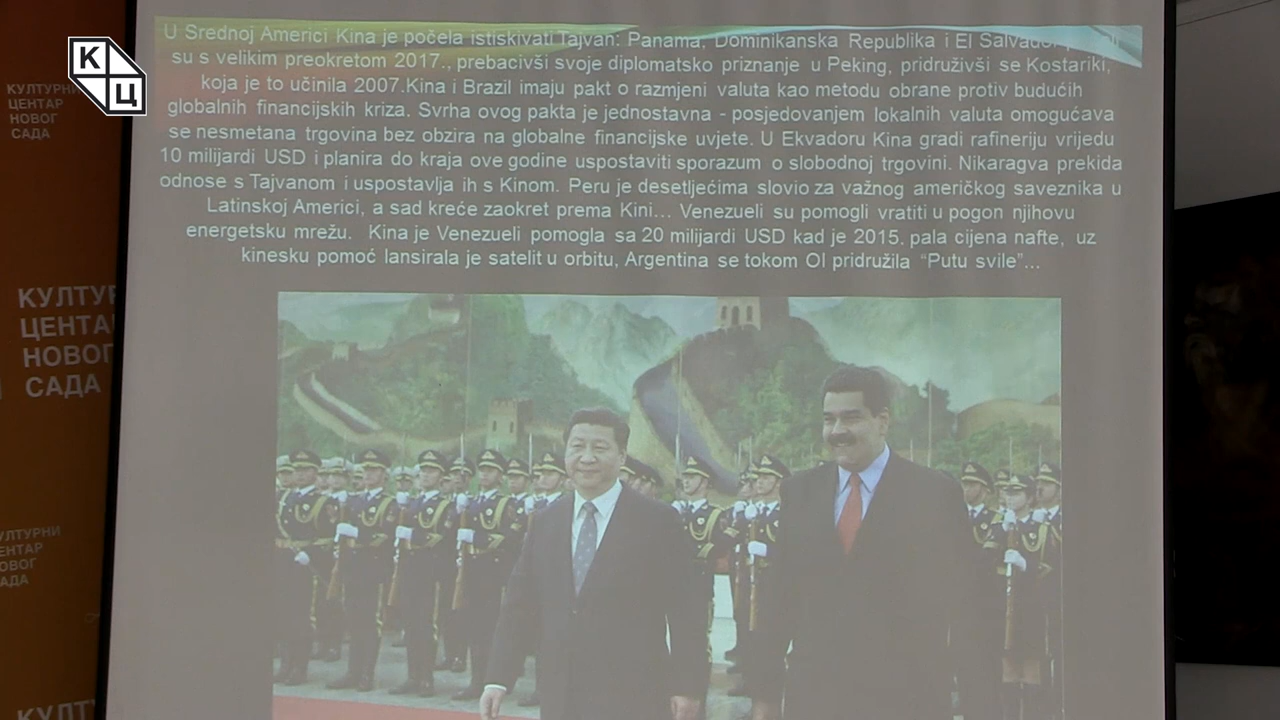 U Srednoj Americi Kina je počela istiskivati Tajvan: Panama, Dominikanska Republika i El Salvador
su s velikim preokretom 2017., prebacivši svoje diplomatsko priznanje u Peking, pridruživši se Kostariki,
koja je to učinila 2007.Kina i Brazil imaju pakt o razmjeni valuta kao metodu obrane protiv budućih
globalnih financijskih kriza. Svrha ovog pakta je jednostavna - posjedovanjem lokalnih valuta omogućava
se nesmetana trgovina bez obzira na globalne financijske uvjete. U Ekvadoru Kina gradi rafineriju vrijedu
10 milijardi USD i planira do kraja ove godine uspostaviti sporazum o slobodnoj trgovini. Nikaragva prekida
odnose s Tajvanom i uspostavlja ih s Kinom. Peru je desetljećima slovio za važnog američkog saveznika u
Latinskoj Americi, a sad kreće zaokret prema Kini... Venezueli su pomogli vratiti u pogon njihovu
energetsku mrežu. Kina je Venezueli pomogla sa 20 milijardi USD kad je 2015. pala cijena nafte, uz
kinesku pomoć lansirala je satelit u orbitu, Argentina se tokom OI pridružila “Putu svile”...
К
Ц
КУЛТУРНИ
ЦЕНТАР
НОВОГ
САДА
КУЛТУР
ЦЕНТА
НОВОГ
САДА
УЛТУРНИ
ЕНТАР
ОВОГ
АДА
КУЛТ